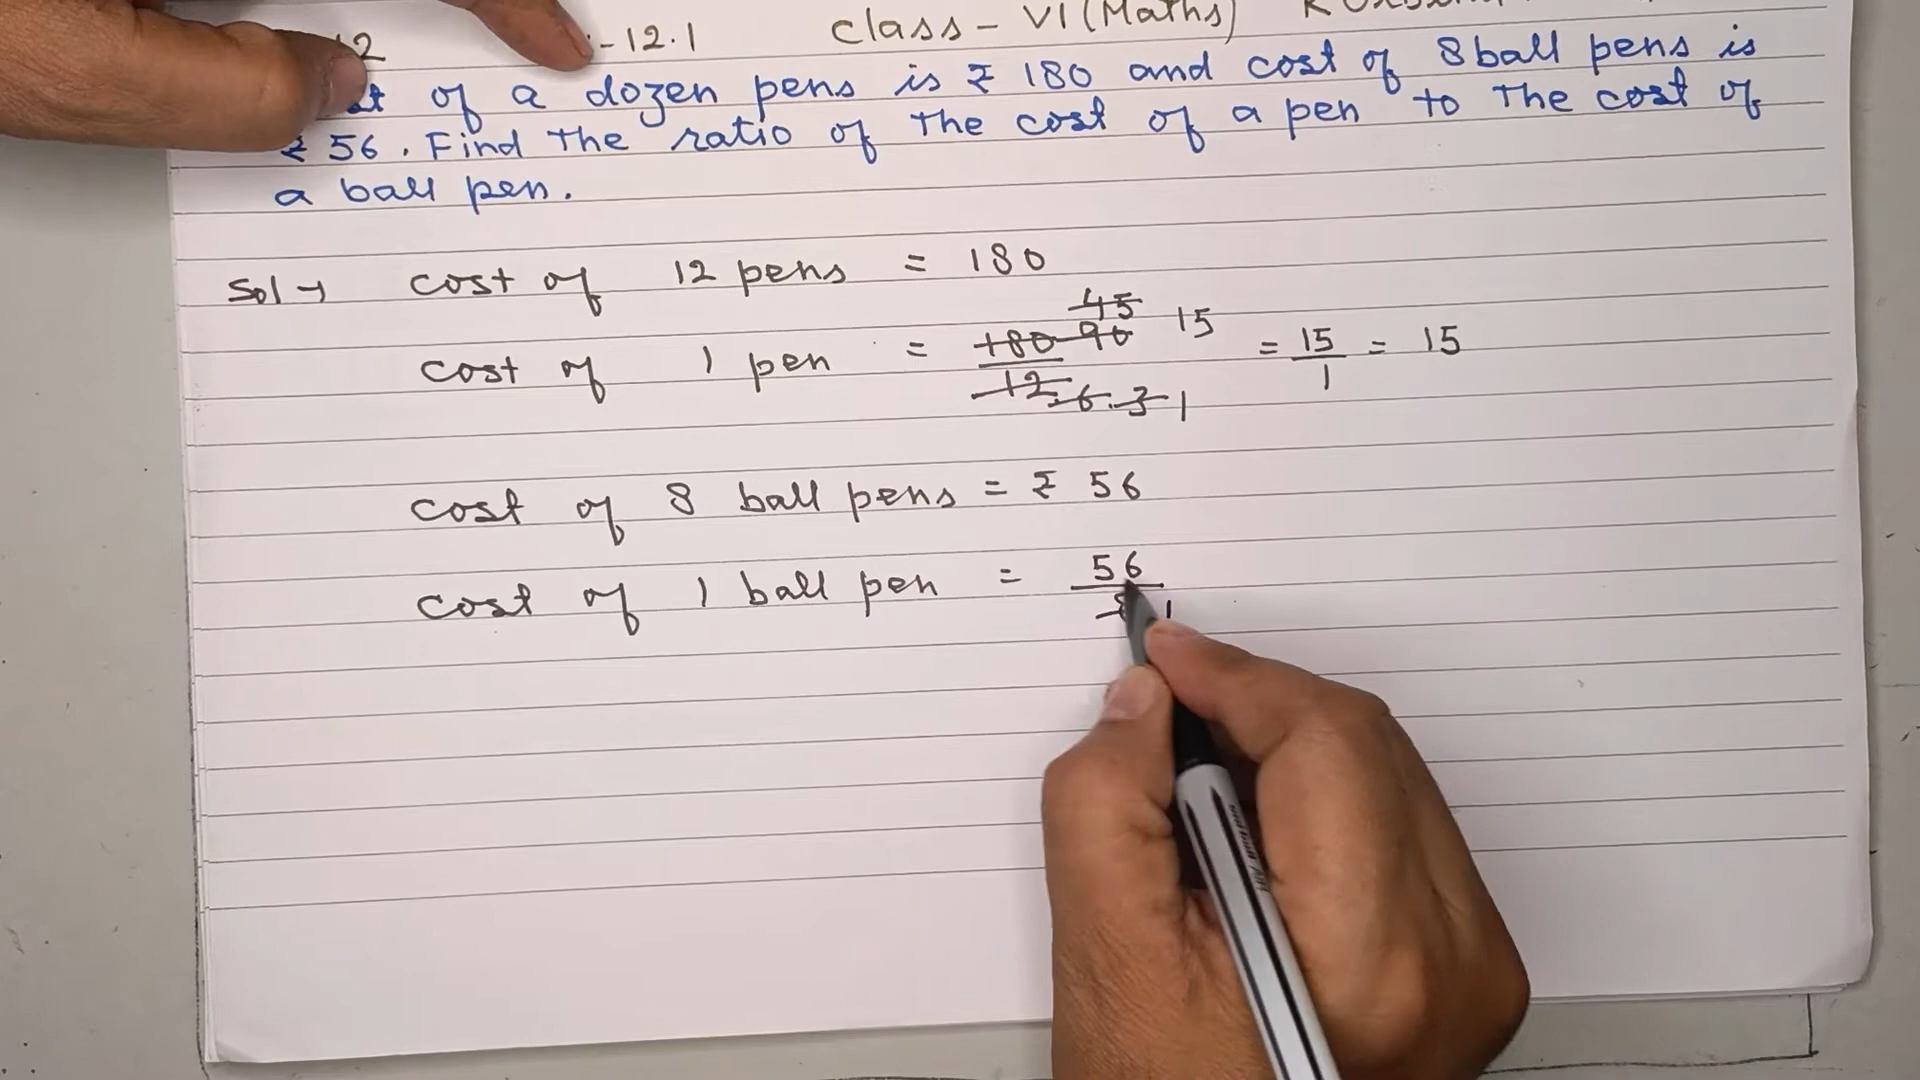 12 - 12.1 Class - VI (Maths)
of a dozen pens is ₹ 180 and cost of 8 ball pens is
₹ 56. Find the ratio of the cost of a pen to the cost of
a ball pen.
Sol → cost of 12 pens = 180
45
cost of 1 pen = 180 90 15 = 15 = 15
12 6 3 1 1
cost of 8 ball pens = ₹ 56
cost of 1 ball pen = 56
8 1